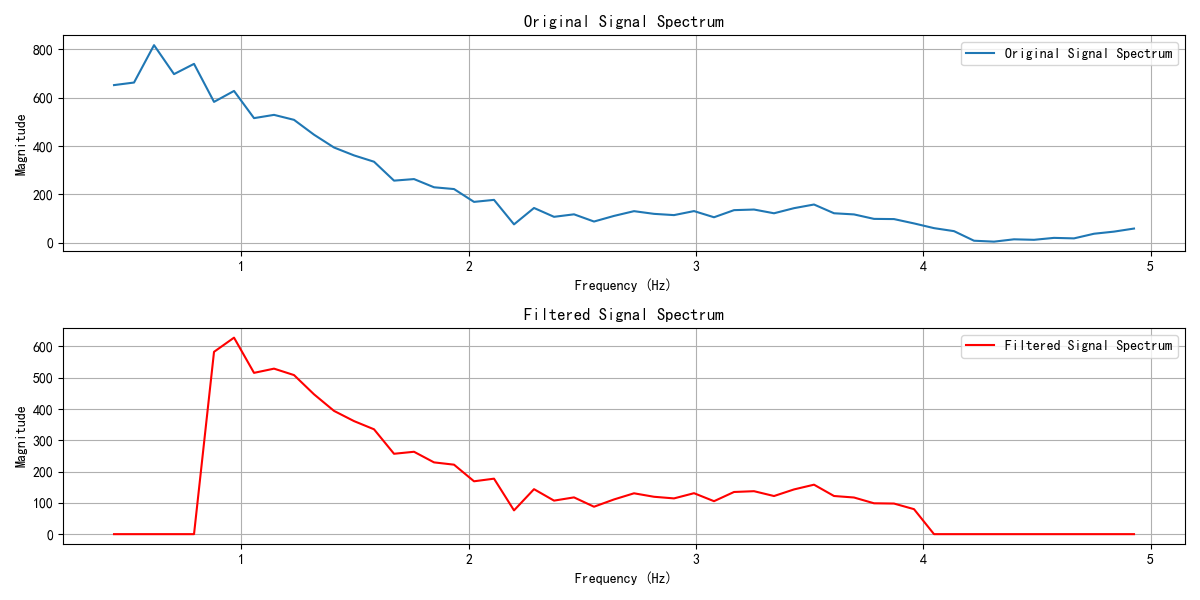 Original Signal Spectrum
Original Signal Spectrum
Magnitude
800
600
400
200
0
1 2 3 4 5
Frequency (Hz)
Filtered Signal Spectrum
Filtered Signal Spectrum
Magnitude
600
500
400
300
200
100
0
1 2 3 4 5
Frequency (Hz)